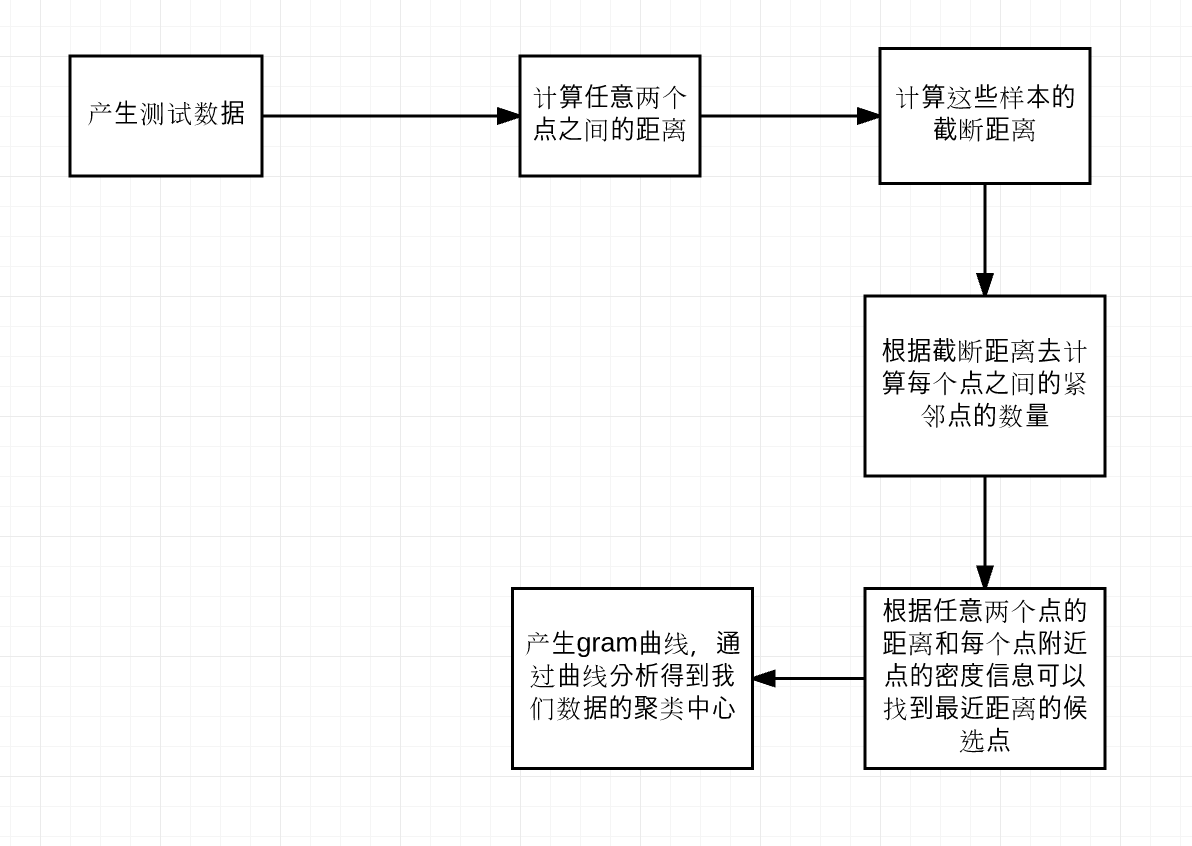 产生测试数据
计算任意两个
点之间的距离
计算这些样本的
截断距离
根据截断距离去计
算每个点之间的紧
邻点的数量
根据任意两个点的
距离和每个点附近
点的密度信息可以
找到最近距离的候
选点
产生gram曲线，通
过曲线分析得到我
们数据的聚类中心